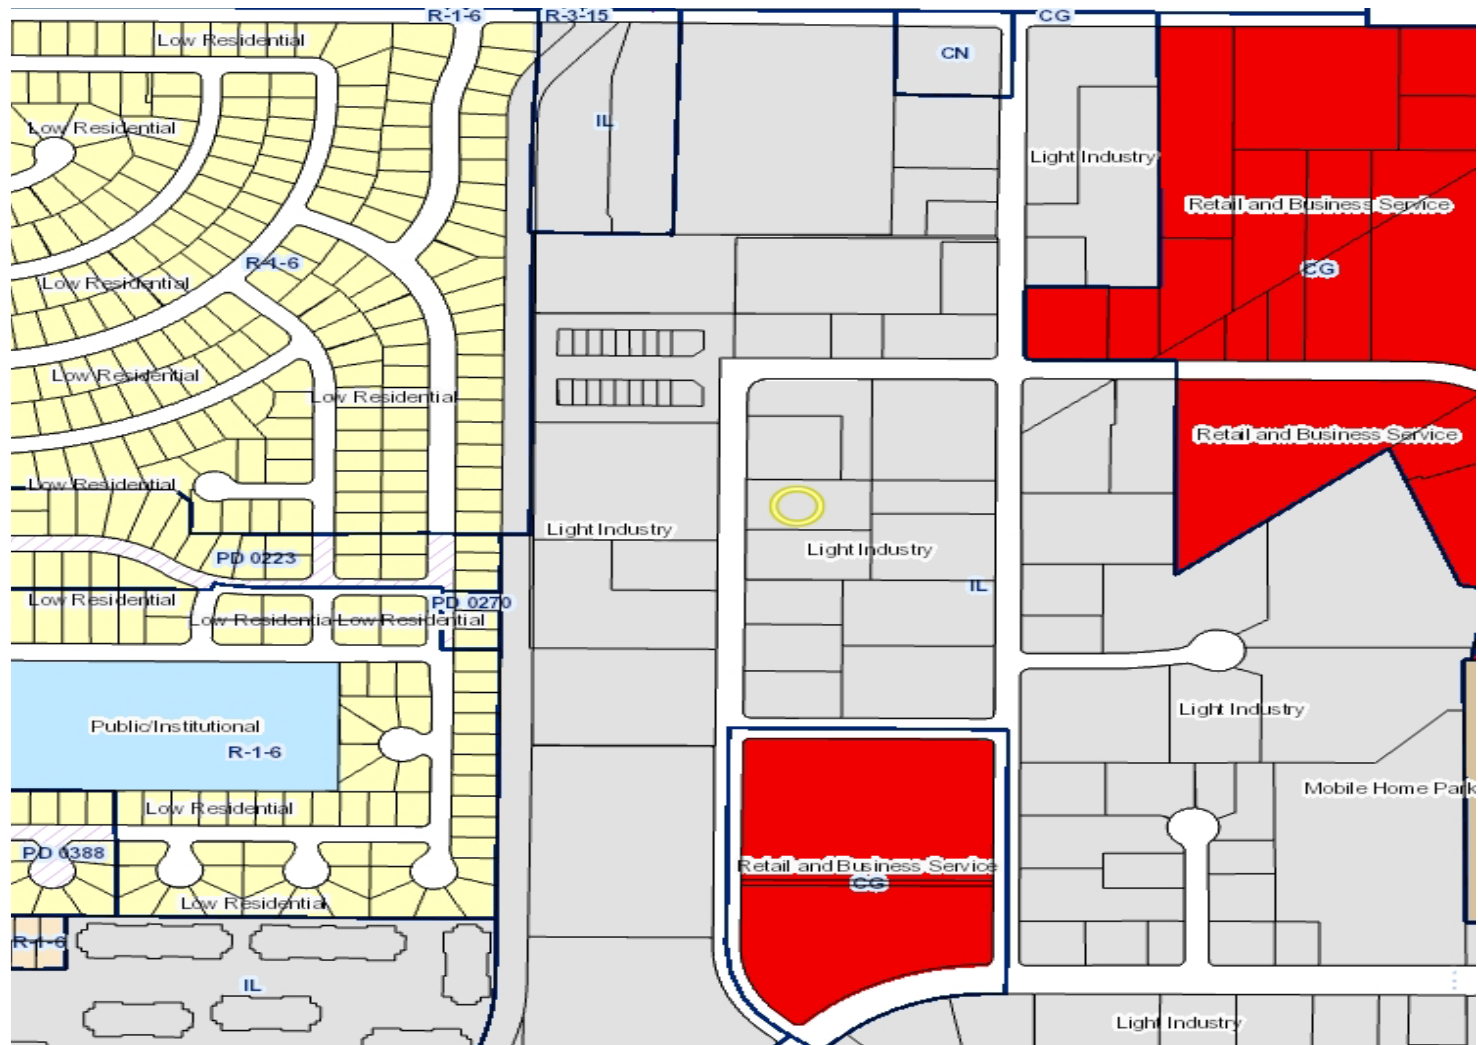 R-1-6
R-3-15
CG
Low Residential
CN
Low Residential
IL
Light Industry
Retail and Business Service
R-1-6
CG
Low Residential
Low Residential
Low Residential
Retail and Business Service
Low Residential
Light Industry
Light Industry
PD 0223
IL
Low Residential
PD 0270
Low Residentia
Low Residential
Light Industry
Public/Institutional
R-1-6
Mobile Home Park
Low Residential
PD 0388
Retail and Business Service
CG
Low Residential
R-1-6
IL
Light Industry